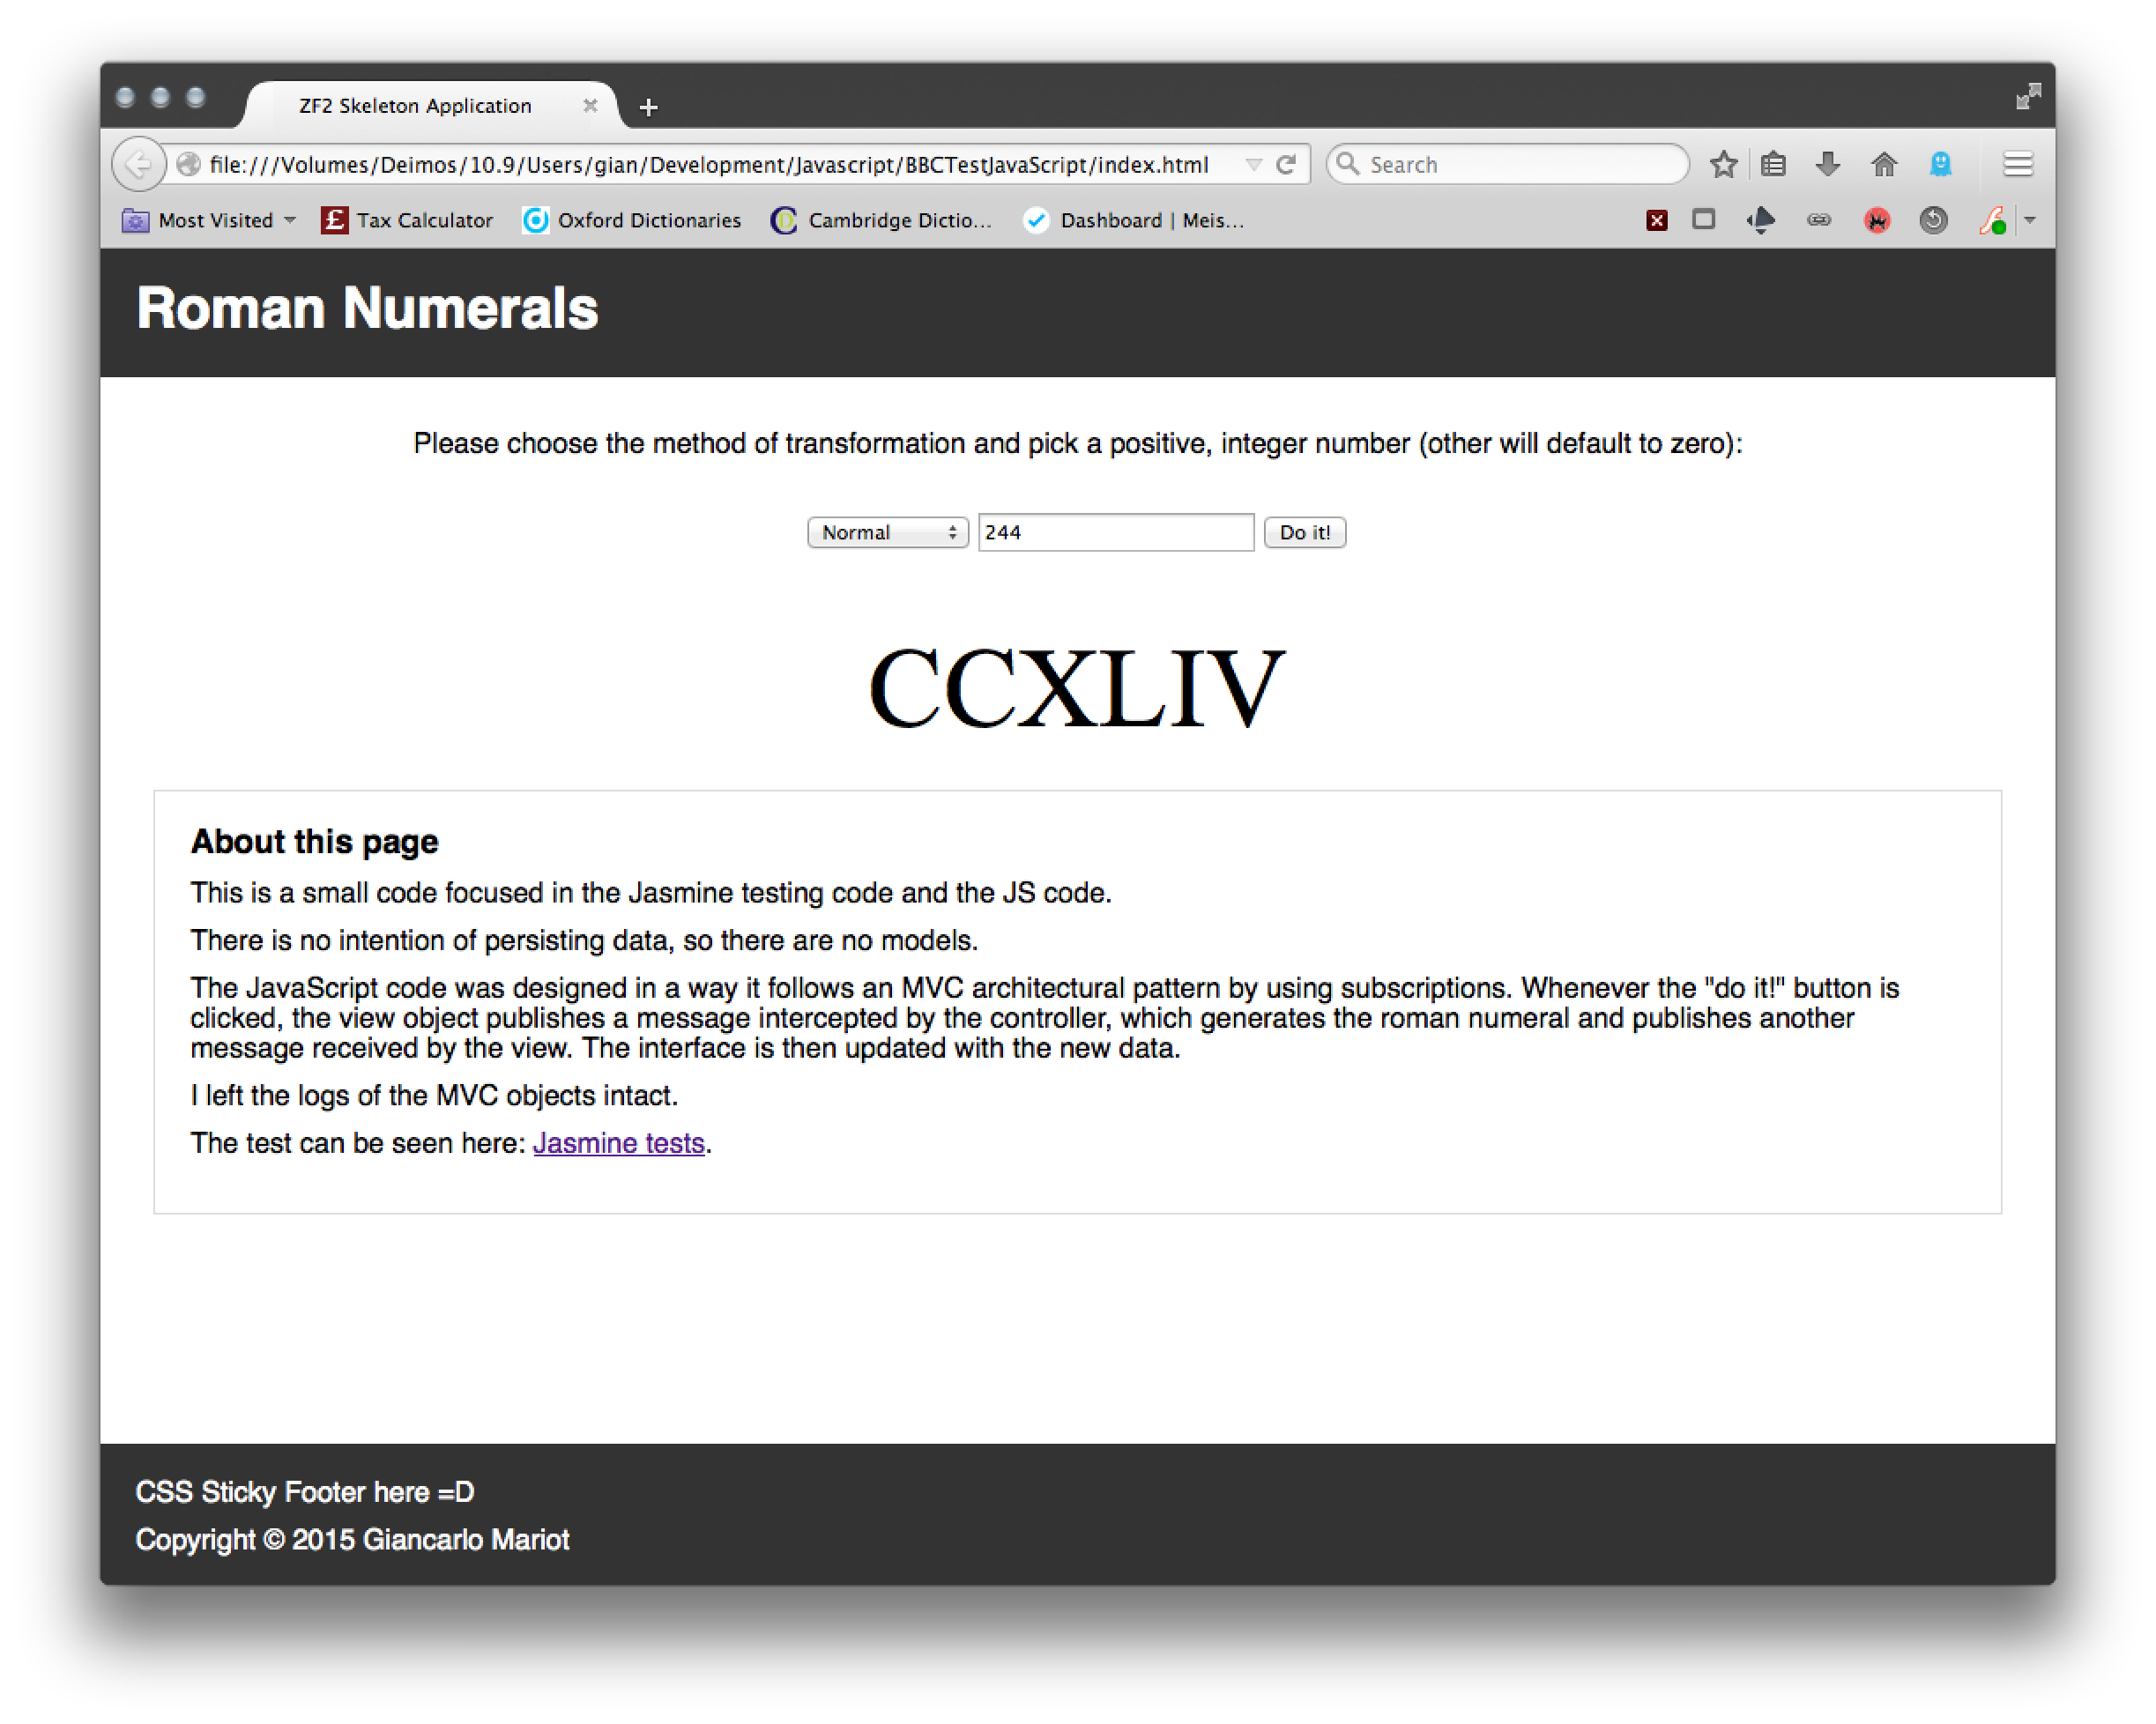 ZF2 Skeleton Application
file:///Volumes/Deimos/10.9/Users/gian/Development/Javascript/BBCTestJavaScript/index.html
Search
Most Visited
Tax Calculator
Oxford Dictionaries
Cambridge Dictio...
Dashboard | Meis...
Roman Numerals
Please choose the method of transformation and pick a positive, integer number (other will default to zero):
Normal 244 Do it!
CCXLIV
About this page
This is a small code focused in the Jasmine testing code and the JS code.
There is no intention of persisting data, so there are no models.
The JavaScript code was designed in a way it follows an MVC architectural pattern by using subscriptions. Whenever the "do it!" button is
clicked, the view object publishes a message intercepted by the controller, which generates the roman numeral and publishes another
message received by the view. The interface is then updated with the new data.
I left the logs of the MVC objects intact.
The test can be seen here: Jasmine tests.
CSS Sticky Footer here =D
Copyright © 2015 Giancarlo Mariot